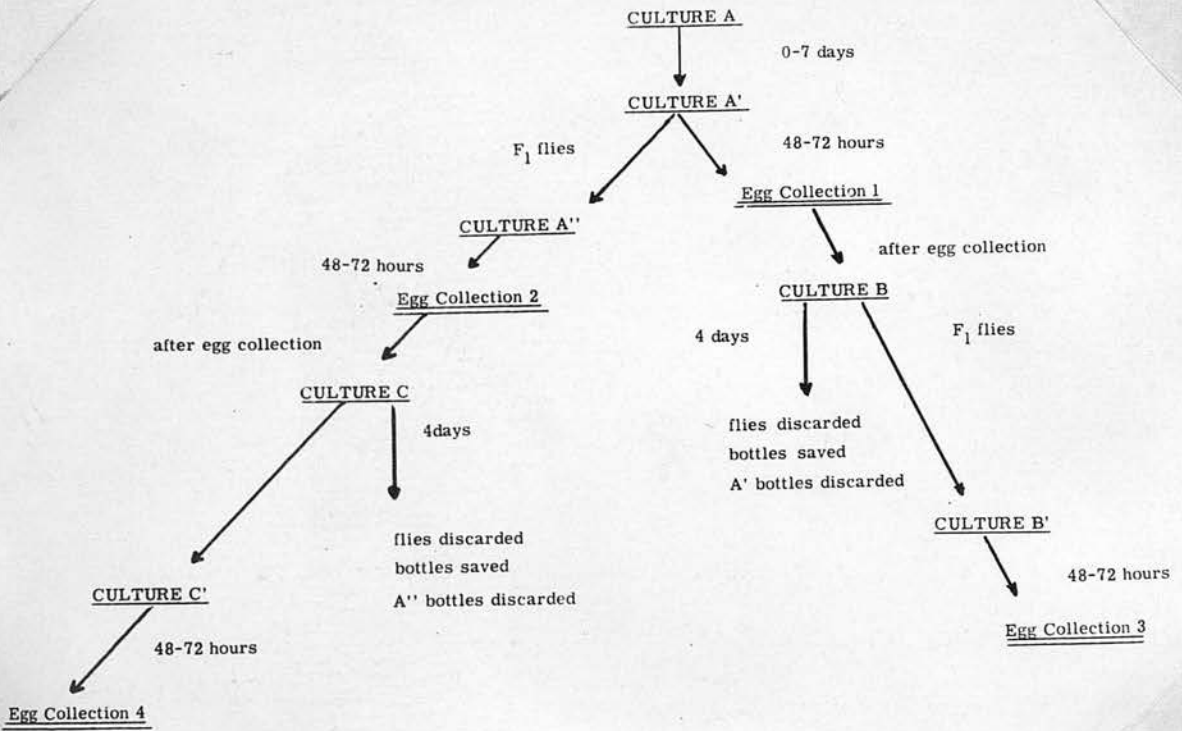 CULTURE A
0-7 days
CULTURE A'
F1 flies
48-72 hours
Egg Collection 1
CULTURE A''
after egg collection
48-72 hours
CULTURE B
Egg Collection 2
4 days
F1 flies
after egg collection
CULTURE C
4days
flies discarded
bottles saved
A' bottles discarded
CULTURE B'
flies discarded
bottles saved
A'' bottles discarded
48-72 hours
CULTURE C'
Egg Collection 3
48-72 hours
Egg Collection 4